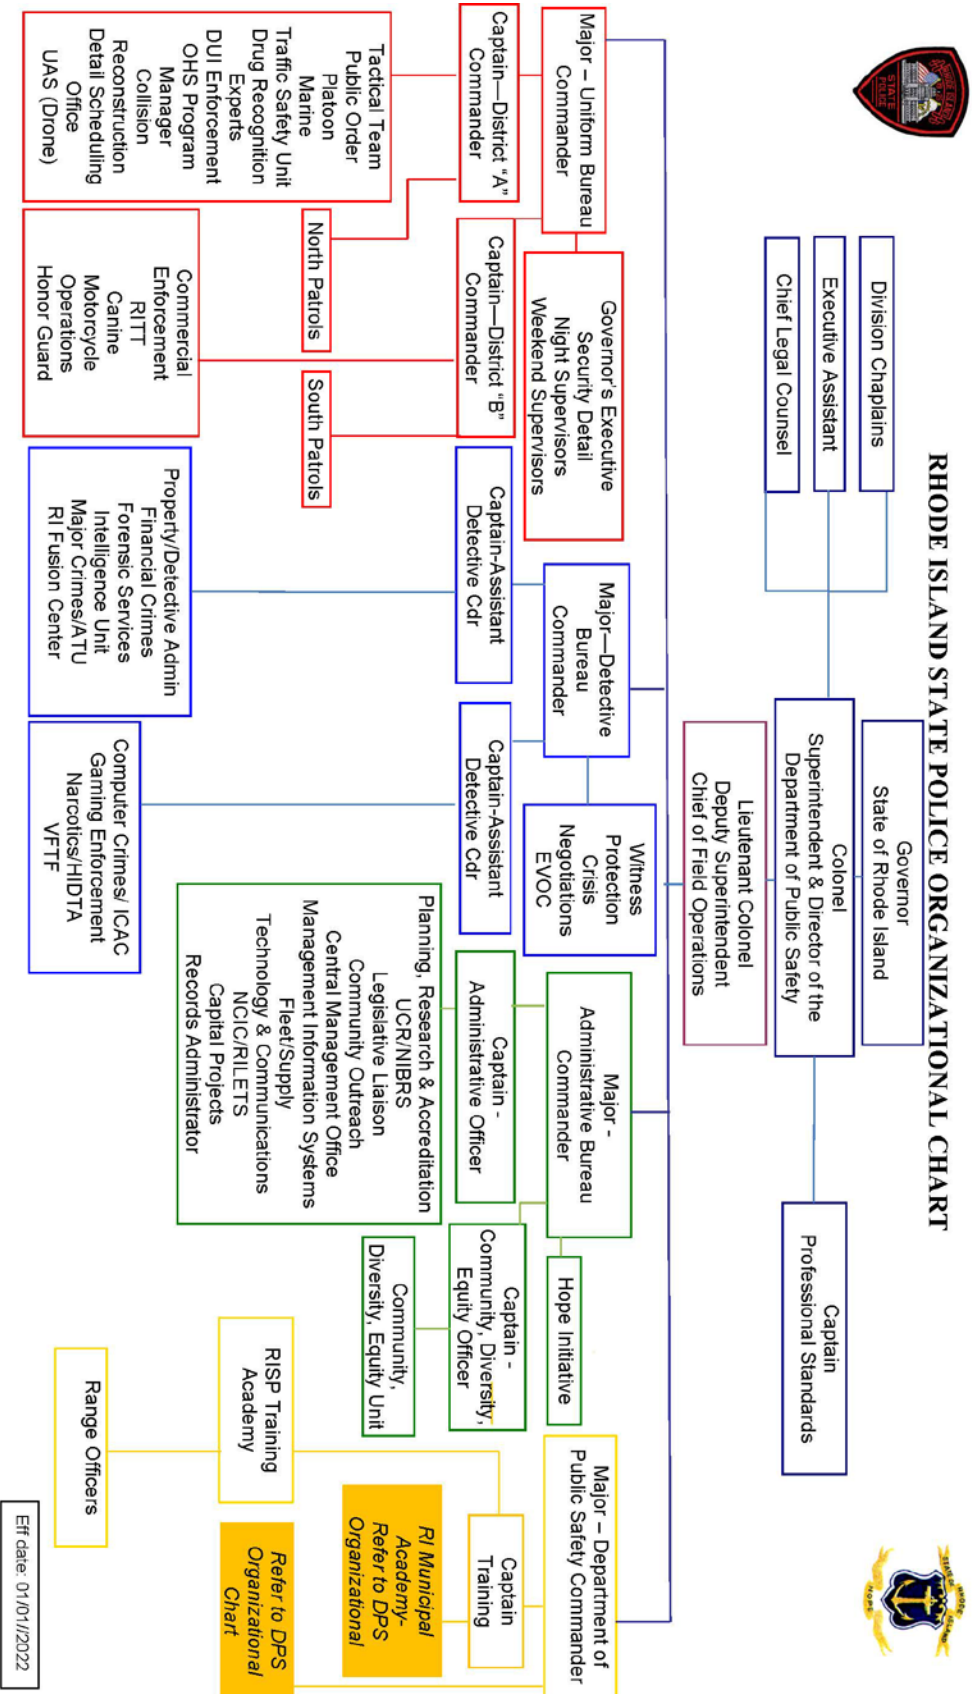 RHODE ISLAND STATE POLICE ORGANIZATIONAL CHART
STATE
POLICE
Governor
State of Rhode Island
Division Chaplains
Executive Assistant
Chief Legal Counsel
Colonel
Superintendent & Director of the
Department of Public Safety
Captain
Professional Standards
Lieutenant Colonel
Deputy Superintendent
Chief of Field Operations
Major – Uniform Bureau
Commander
Governor's Executive
Security Detail
Night Supervisors
Weekend Supervisors
Captain—District “A”
Commander
Captain—District “B”
Commander
Tactical Team
Public Order
Platoon
Marine
Traffic Safety Unit
Drug Recognition
Experts
DUI Enforcement
OHS Program
Manager
Collision
Reconstruction
Detail Scheduling
Office
UAS (Drone)
North Patrols
South Patrols
Commercial
Enforcement
RITT
Canine
Motorcycle
Operations
Honor Guard
Major—Detective
Bureau
Commander
Witness
Protection
Crisis
Negotiations
EVOC
Captain-Assistant
Detective Cdr
Captain-Assistant
Detective Cdr
Property/Detective Admin
Financial Crimes
Forensic Services
Intelligence Unit
Major Crimes/ATU
RI Fusion Center
Computer Crimes/ ICAC
Gaming Enforcement
Narcotics/HIDTA
VFTF
Major -
Administrative Bureau
Commander
Hope Initiative
Captain -
Administrative Officer
Captain -
Community, Diversity,
Equity Officer
Planning, Research & Accreditation
UCR/NIBRS
Legislative Liaison
Community Outreach
Central Management Office
Management Information Systems
Fleet/Supply
Technology & Communications
NCIC/RILETS
Capital Projects
Records Administrator
Community,
Diversity, Equity Unit
Major – Department of
Public Safety Commander
Captain
Training
RI Municipal
Academy-
Refer to DPS
Organizational
RISP Training
Academy
Refer to DPS
Organizational
Chart
Range Officers
Eff date: 01/01//2022